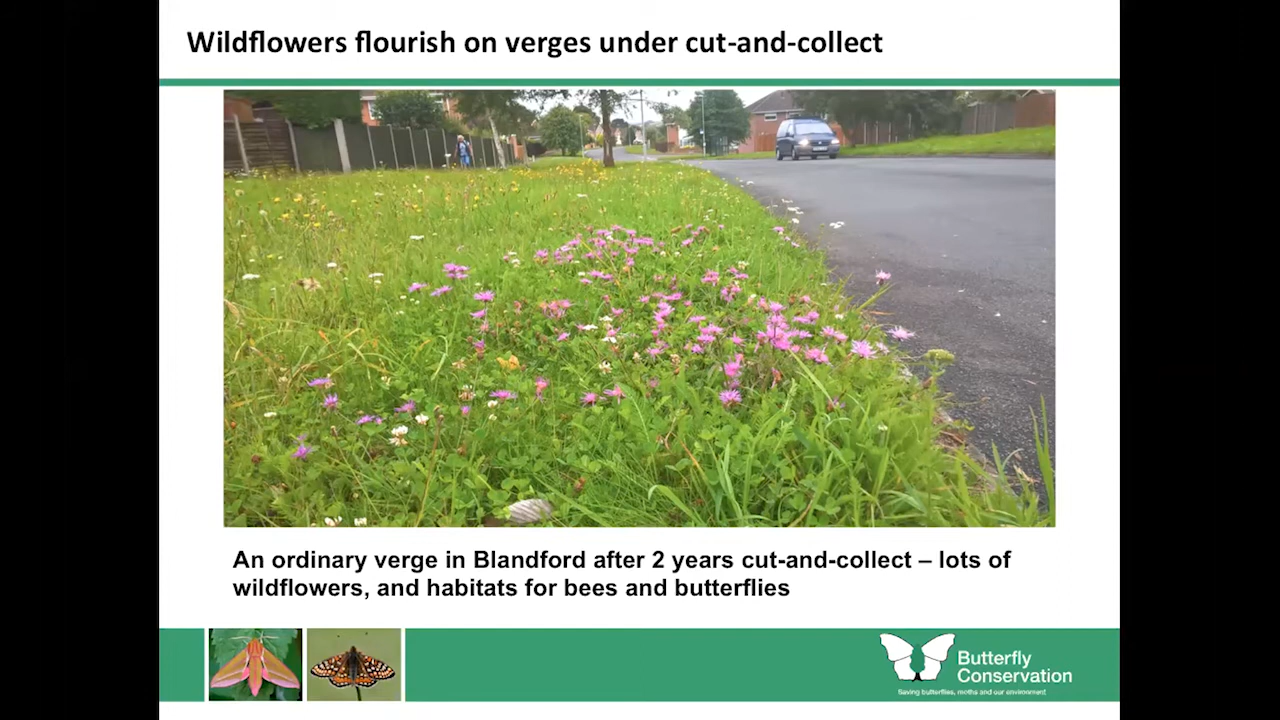 Wildflowers flourish on verges under cut-and-collect
An ordinary verge in Blandford after 2 years cut-and-collect – lots of
wildflowers, and habitats for bees and butterflies
Butterfly
Conservation
Saving butterflies, moths and our environment